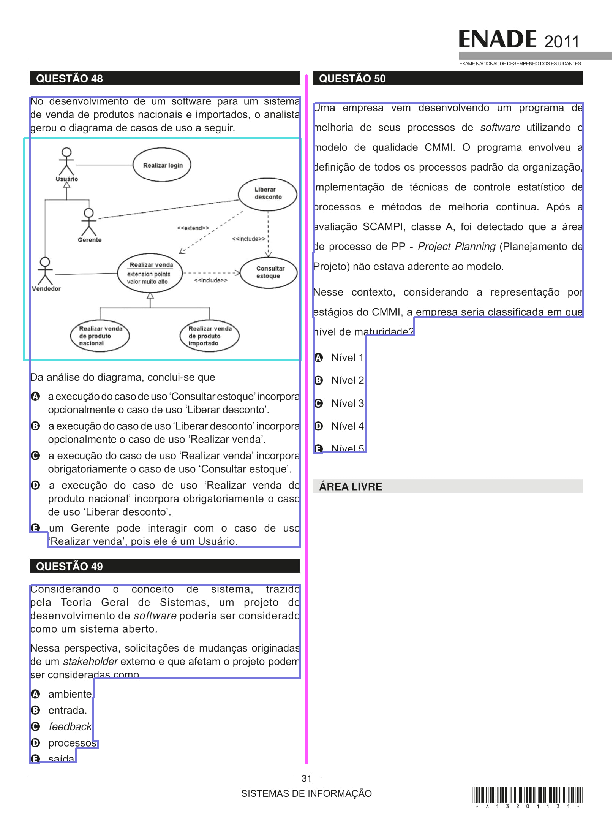 ENADE 2011
EXAME NACIONAL DE DESEMPENHO DOS ESTUDANTES
QUESTÃO 48
No desenvolvimento de um software para um sistema
de venda de produtos nacionais e importados, o analista
gerou o diagrama de casos de uso a seguir.
Usuário
Realizar login
Liberar
desconto
Gerente
<<extend>>
<<include>>
Vendedor
Realizar venda
extension points
valor muito alto
<<include>>
Consultar
estoque
Realizar venda
de produto
nacional
Realizar venda
de produto
importado
Da análise do diagrama, conclui-se que
A a execução do caso de uso ‘Consultar estoque’ incorpora
opcionalmente o caso de uso ‘Liberar desconto’.
B a execução do caso de uso ‘Liberar desconto’ incorpora
opcionalmente o caso de uso ‘Realizar venda’.
C a execução do caso de uso ‘Realizar venda’ incorpora
obrigatoriamente o caso de uso ‘Consultar estoque’.
D a execução do caso de uso ‘Realizar venda de
produto nacional’ incorpora obrigatoriamente o caso
de uso ‘Liberar desconto’.
E um Gerente pode interagir com o caso de uso
‘Realizar venda’, pois ele é um Usuário.
QUESTÃO 49
Considerando o conceito de sistema, trazido
pela Teoria Geral de Sistemas, um projeto de
desenvolvimento de software poderia ser considerado
como um sistema aberto.
Nessa perspectiva, solicitações de mudanças originadas
de um stakeholder externo e que afetam o projeto podem
ser consideradas como
A ambiente.
B entrada.
C feedback.
D processos.
E saída.
QUESTÃO 50
Uma empresa vem desenvolvendo um programa de
melhoria de seus processos de software utilizando o
modelo de qualidade CMMI. O programa envolveu a
definição de todos os processos padrão da organização,
implementação de técnicas de controle estatístico de
processos e métodos de melhoria contínua. Após a
avaliação SCAMPI, classe A, foi detectado que a área
de processo de PP - Project Planning (Planejamento de
Projeto) não estava aderente ao modelo.
Nesse contexto, considerando a representação por
estágios do CMMI, a empresa seria classificada em que
nível de maturidade?
A Nível 1
B Nível 2
C Nível 3
D Nível 4
E Nível 5
ÁREA LIVRE
31
SISTEMAS DE INFORMAÇÃO